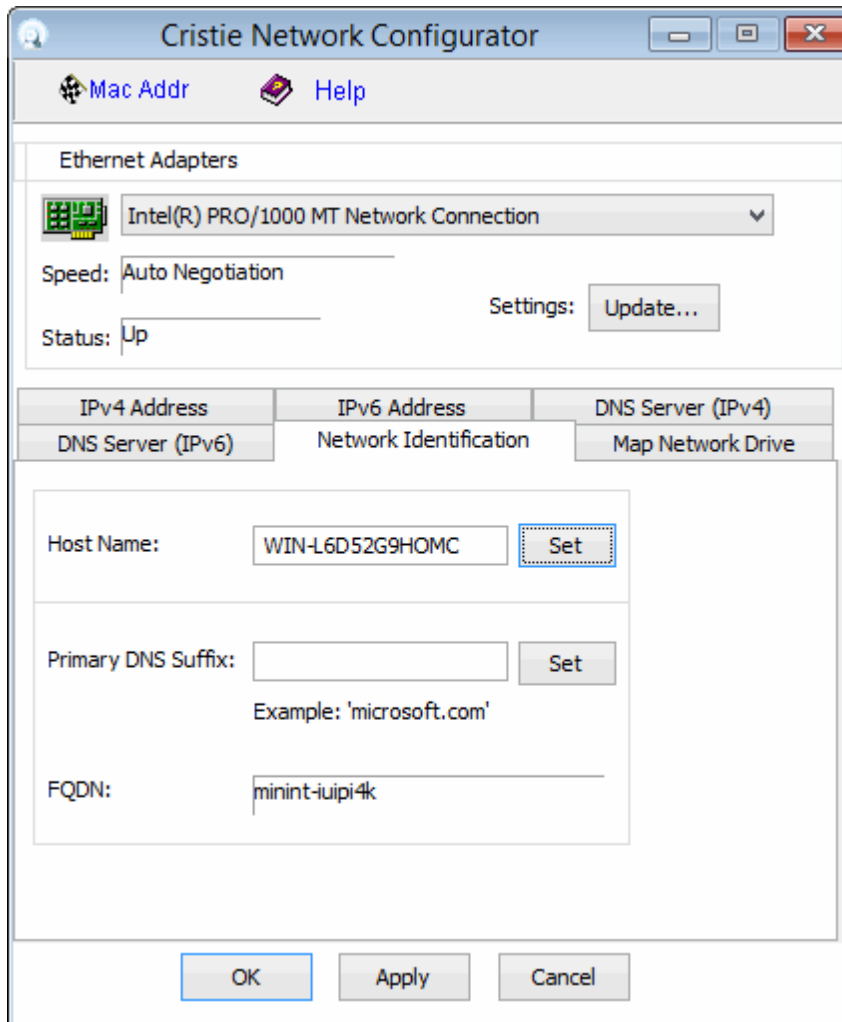 Cristie Network Configurator
Mac Addr Help
Ethernet Adapters
Intel(R) PRO/1000 MT Network Connection
Speed: Auto Negotiation
Settings: Update...
Status: Up
IPv4 Address IPv6 Address DNS Server (IPv4)
DNS Server (IPv6) Network Identification Map Network Drive
Host Name: WIN-L6D52G9HOMC Set
Primary DNS Suffix: Set
Example: 'microsoft.com'
FQDN: minint-iuipi4k
OK Apply Cancel